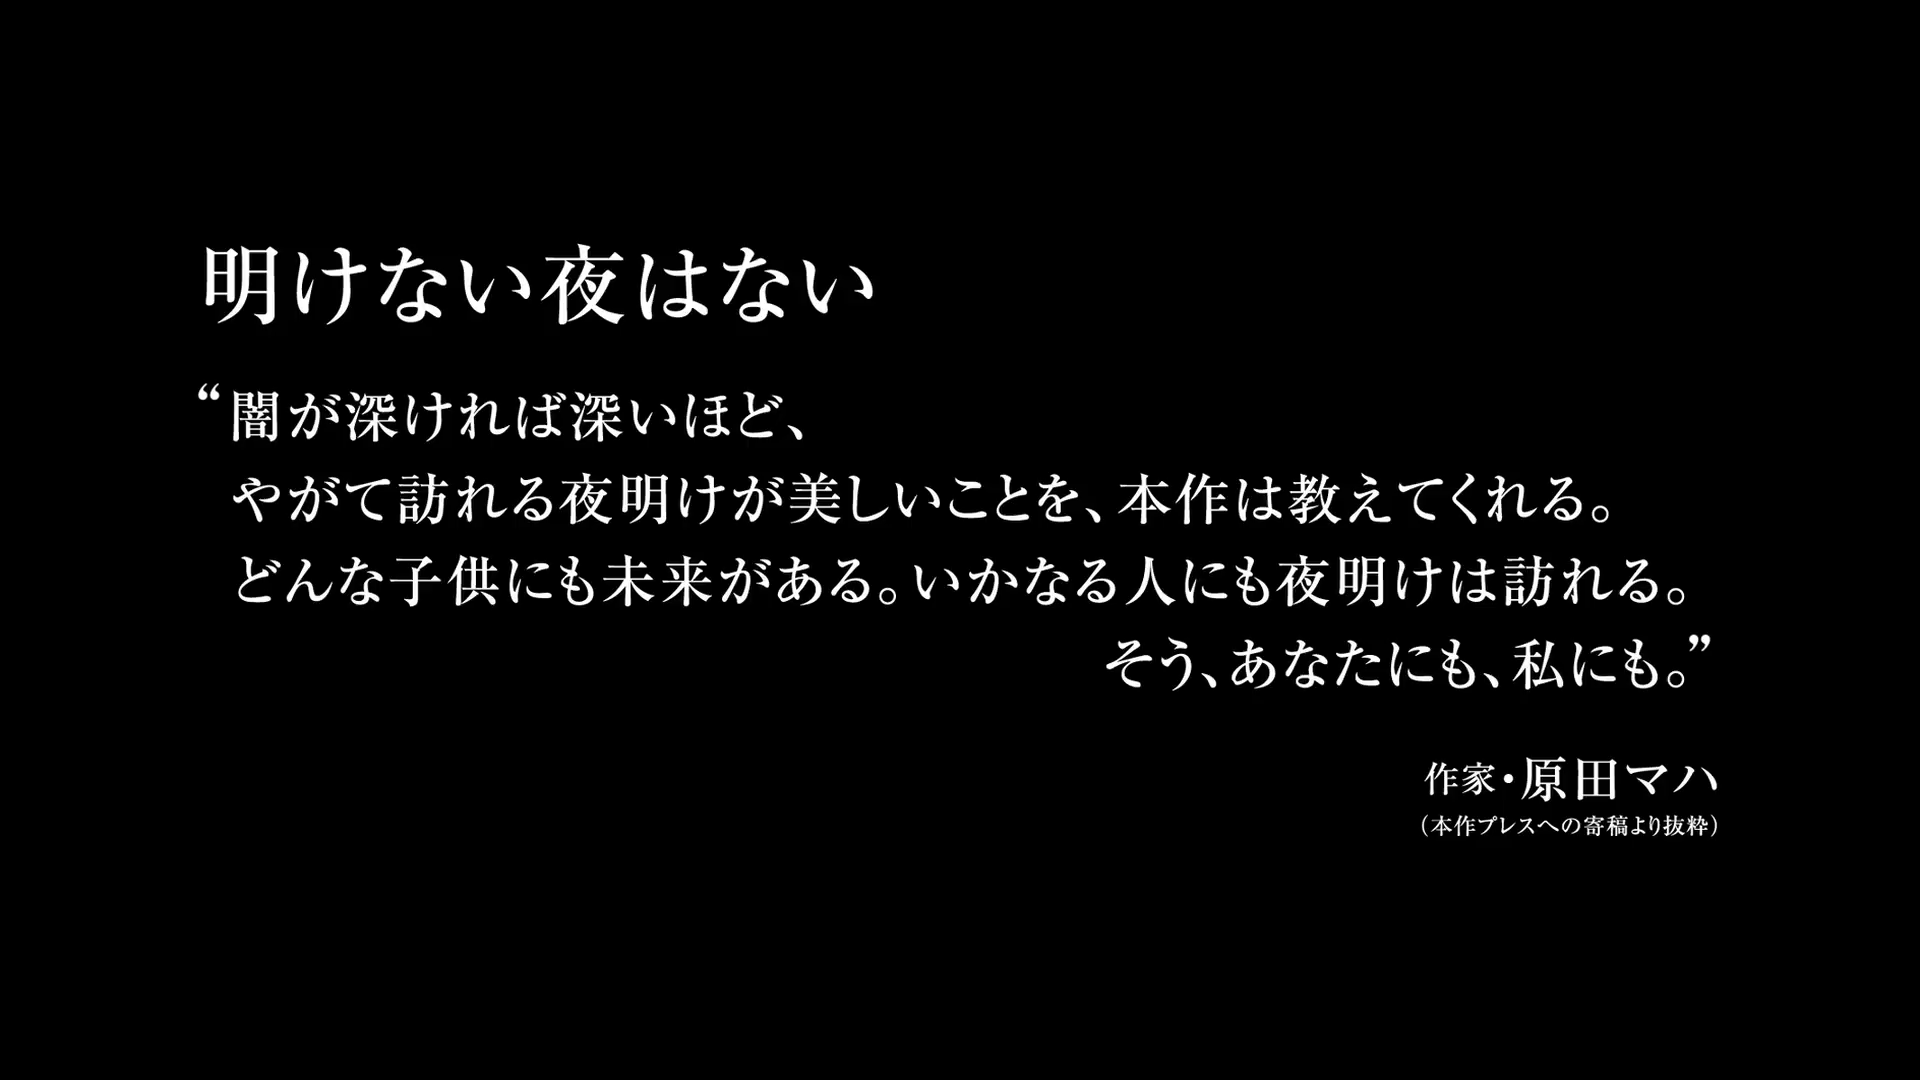 明けない夜はない
“闇が深ければ深いほど、
やがて訪れる夜明けが美しいことを、本作は教えてくれる。
どんな子供にも未来がある。いかなる人にも夜明けは訪れる。
そう、あなたにも、私にも。”
作家・原田マハ
（本作プレスへの寄稿より抜粋）